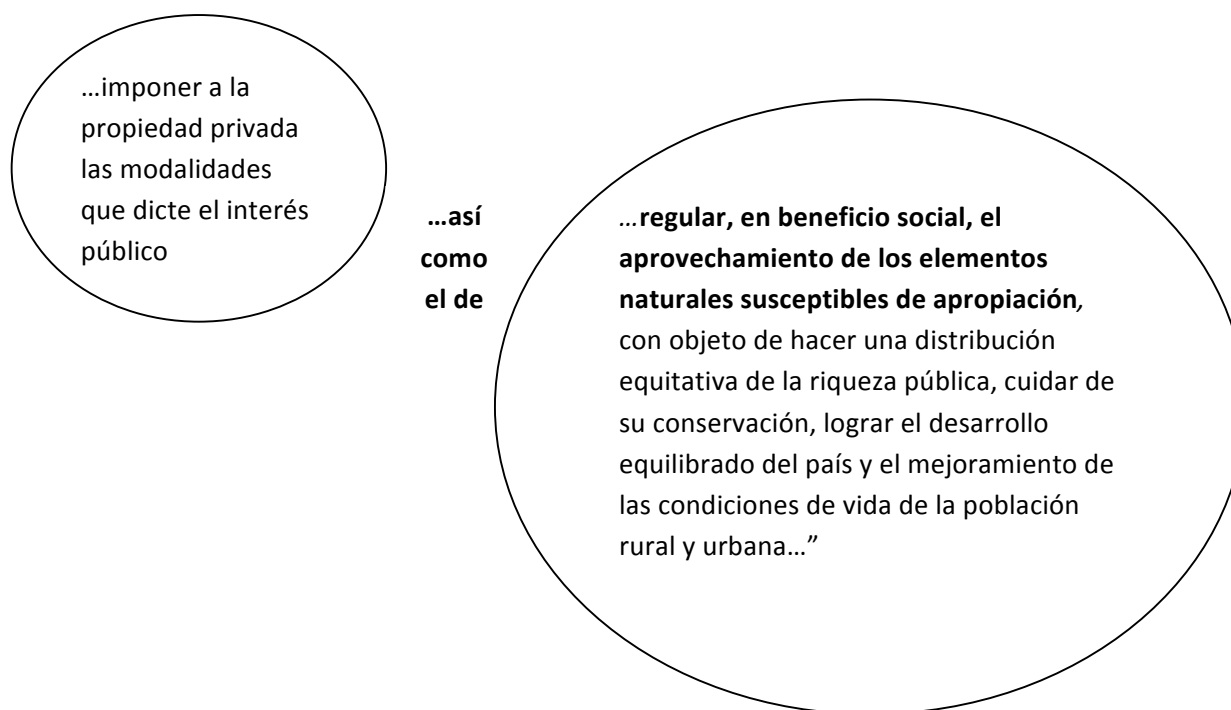 …imponer a la
propiedad privada
las modalidades
que dicte el interés
público
…así
como
el de
…regular, en beneficio social, el
aprovechamiento de los elementos
naturales susceptibles de apropiación,
con objeto de hacer una distribución
equitativa de la riqueza pública, cuidar de
su conservación, lograr el desarrollo
equilibrado del país y el mejoramiento de
las condiciones de vida de la población
rural y urbana…”